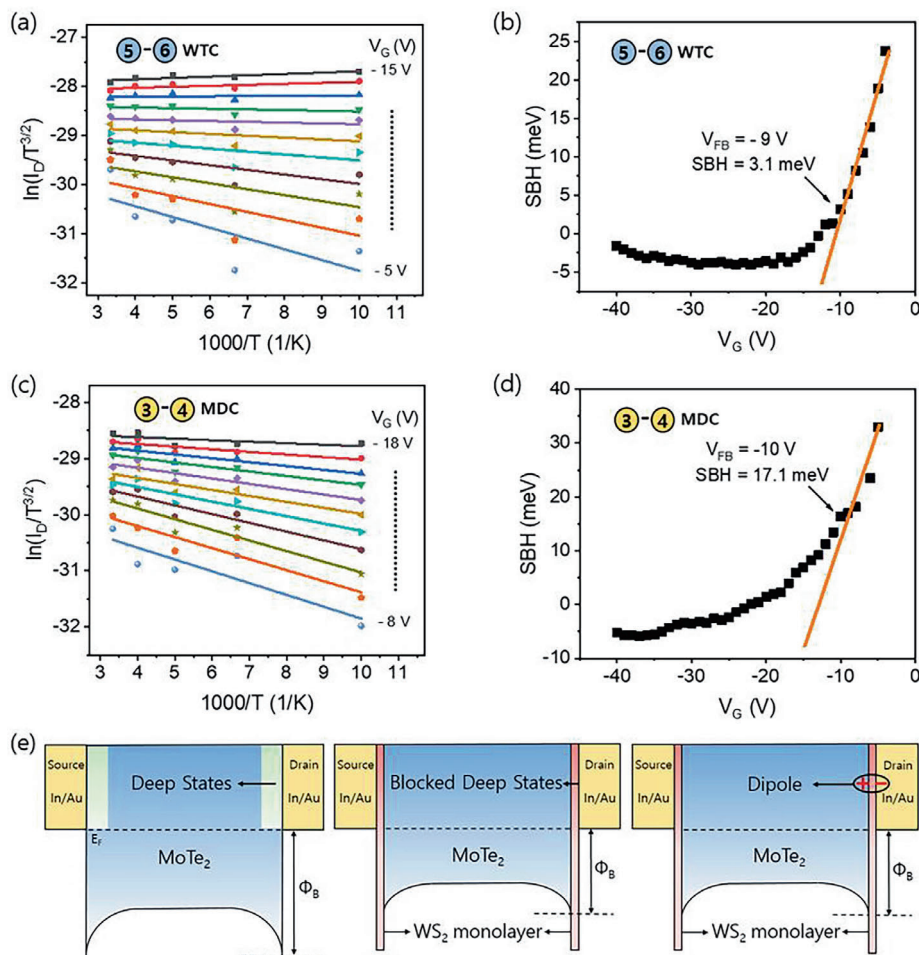 (a)
-27
-28
-29
-30
-31
-32
ln(I_D/T^3/2)
⑤-⑥ WTC
V_G (V)
- 15 V
- 5 V
3 4 5 6 7 8 9 10 11
1000/T (1/K)
(b)
25
20
15
10
5
0
-5
SBH (meV)
⑤-⑥ WTC
V_FB = - 9 V
SBH = 3.1 meV
-40 -30 -20 -10 0
V_G (V)
(c)
-28
-29
-30
-31
-32
ln(I_D/T^3/2)
③-④ MDC
V_G (V)
- 18 V
- 8 V
3 4 5 6 7 8 9 10 11
1000/T (1/K)
(d)
40
30
20
10
0
-10
SBH (meV)
③-④ MDC
V_FB = -10 V
SBH = 17.1 meV
-40 -30 -20 -10 0
V_G (V)
(e)
Source
In/Au
Deep States
Drain
In/Au
E_F
MoTe₂
Φ_B
Source
In/Au
Blocked Deep States
Drain
In/Au
MoTe₂
Φ_B
WS₂ monolayer
Source
In/Au
Dipole
Drain
In/Au
MoTe₂
Φ_B
WS₂ monolayer